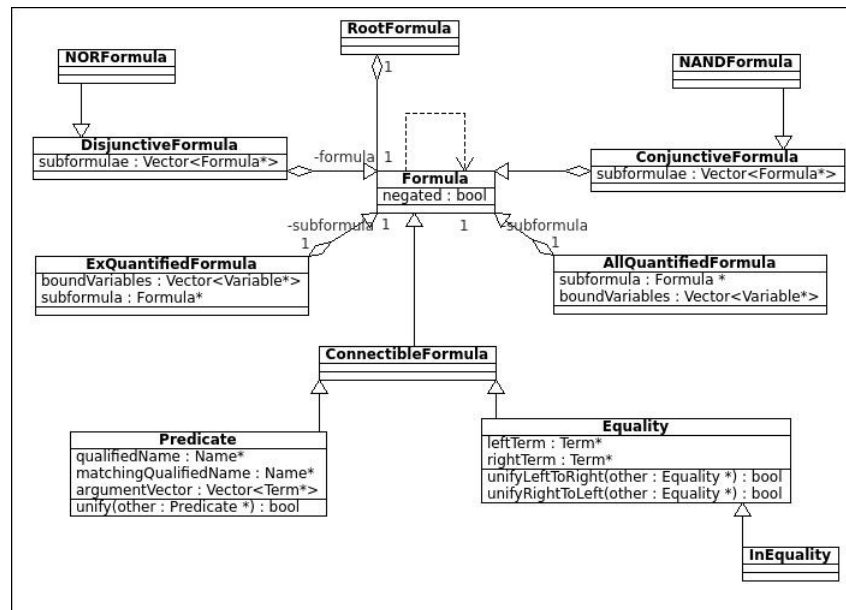 RootFormula
1
NORFormula
NANDFormula
DisjunctiveFormula
subformulae : Vector<Formula*>
-formula
1
ConjunctiveFormula
subformulae : Vector<Formula*>
Formula
negated : bool
-subformula
1
1
1
-subformula
1
ExQuantifiedFormula
boundVariables : Vector<Variable*>
subformula : Formula*
AllQuantifiedFormula
subformula : Formula *
boundVariables : Vector<Variable*>
ConnectibleFormula
Predicate
qualifiedName : Name*
matchingQualifiedName : Name*
argumentVector : Vector<Term*>
unify(other : Predicate *) : bool
Equality
leftTerm : Term*
rightTerm : Term*
unifyLeftToRight(other : Equality *) : bool
unifyRightToLeft(other : Equality *) : bool
InEquality